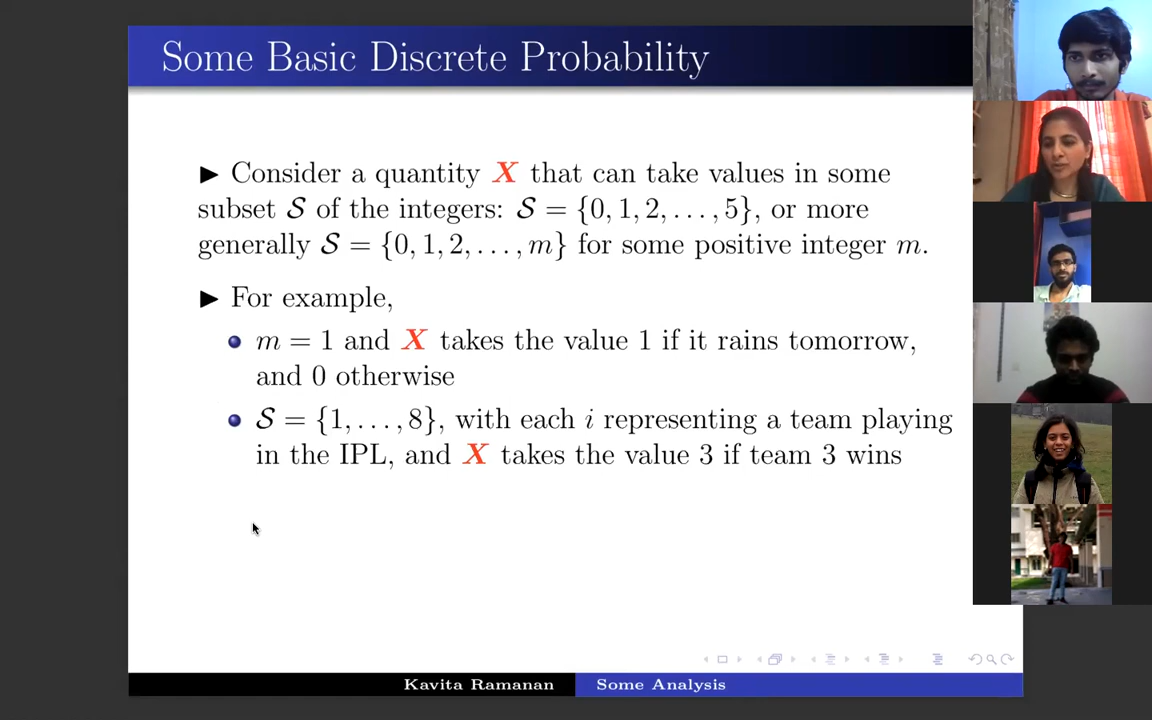 Some Basic Discrete Probability
▶ Consider a quantity X that can take values in some
subset S of the integers: S = {0, 1, 2, . . . , 5}, or more
generally S = {0, 1, 2, . . . , m} for some positive integer m.
▶ For example,
m = 1 and X takes the value 1 if it rains tomorrow,
and 0 otherwise
S = {1, . . . , 8}, with each i representing a team playing
in the IPL, and X takes the value 3 if team 3 wins
Kavita Ramanan
Some Analysis